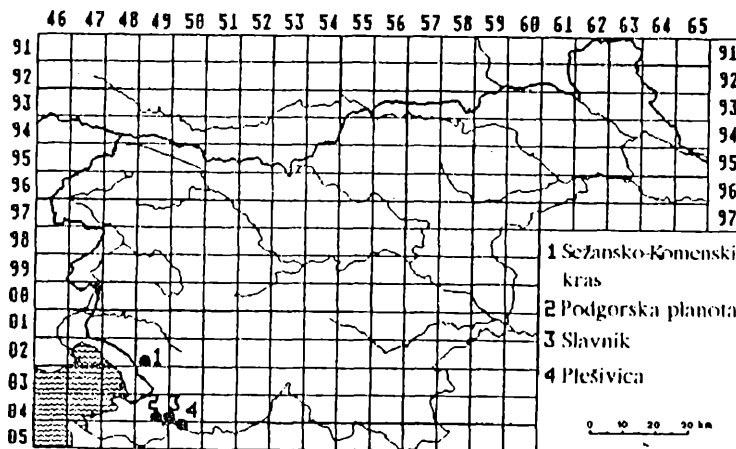 46 47 48 49 50 51 52 53 54 55 56 57 58 59 60 61 62 63 64 65
91 91
92 92
93 93
94 94
95 95
96 96
97 97
98
99
00
01
02
03
04
05
1
4
1 Sežansko-Komenski
kras
2 Podgorska planota
3 Slavnik
4 Plešivica
0 10 20 30 km